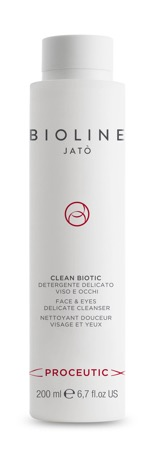 BIOLINE
JATÒ
CLEAN BIOTIC
DETERGENTE DELICATO
VISO E OCCHI
FACE & EYES
DELICATE CLEANSER
NETTOYANT DOUCEUR
VISAGE ET YEUX
PROCEUTIC
200 ml ℮ 6,7 fl.oz US